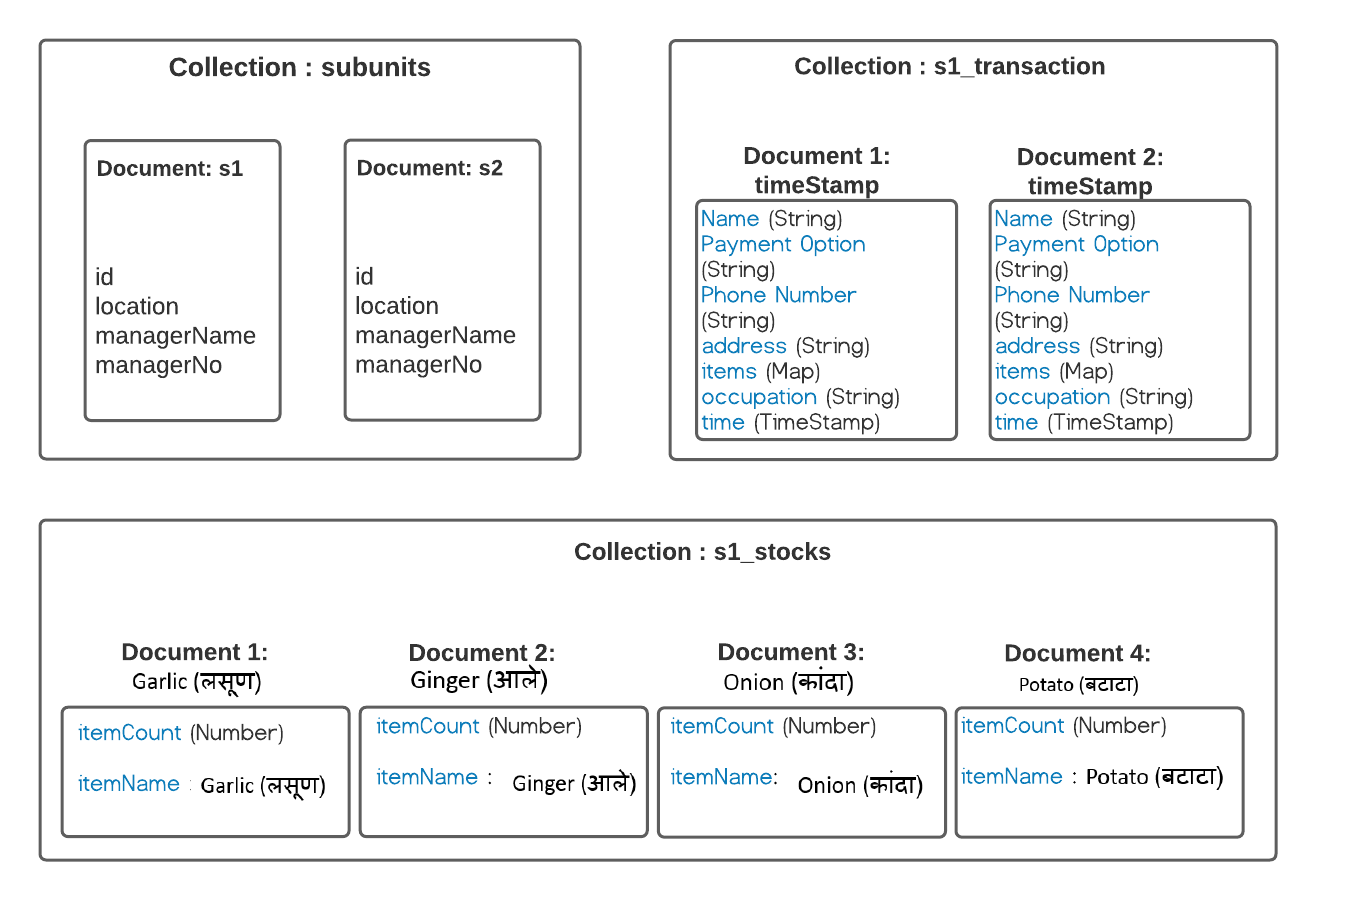 Collection : subunits
Document: s1
id
location
managerName
managerNo
Document: s2
id
location
managerName
managerNo
Collection : s1_transaction
Document 1:
timeStamp
Name (String)
Payment Option
(String)
Phone Number
(String)
address (String)
items (Map)
occupation (String)
time (TimeStamp)
Document 2:
timeStamp
Name (String)
Payment Option
(String)
Phone Number
(String)
address (String)
items (Map)
occupation (String)
time (TimeStamp)
Collection : s1_stocks
Document 1:
Garlic (लसूण)
itemCount (Number)
itemName : Garlic (लसूण)
Document 2:
Ginger (आले)
itemCount (Number)
itemName : Ginger (आले)
Document 3:
Onion (कांदा)
itemCount (Number)
itemName: Onion (कांदा)
Document 4:
Potato (बटाटा)
itemCount (Number)
itemName : Potato (बटाटा)